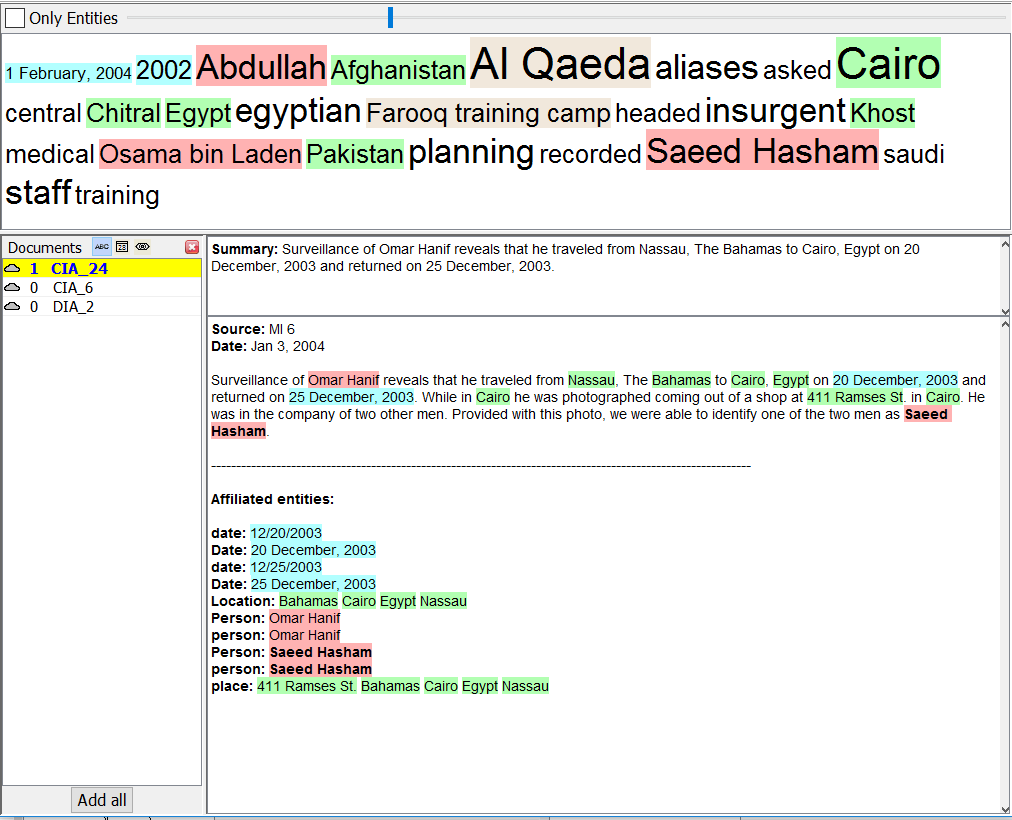 Only Entities
1 February, 2004 2002 Abdullah Afghanistan Al Qaeda aliases asked Cairo
central Chitral Egypt egyptian Farooq training camp headed insurgent Khost
medical Osama bin Laden Pakistan planning recorded Saeed Hasham saudi
staff training
Documents ABC
1 CIA_24
0 CIA_6
0 DIA_2
Add all
Summary: Surveillance of Omar Hanif reveals that he traveled from Nassau, The Bahamas to Cairo, Egypt on 20
December, 2003 and returned on 25 December, 2003.
Source: MI 6
Date: Jan 3, 2004
Surveillance of Omar Hanif reveals that he traveled from Nassau, The Bahamas to Cairo, Egypt on 20 December, 2003 and
returned on 25 December, 2003. While in Cairo he was photographed coming out of a shop at 411 Ramses St. in Cairo. He
was in the company of two other men. Provided with this photo, we were able to identify one of the two men as Saeed
Hasham.
------------------------------------------------------------------------------------------------------------
Affiliated entities:
date: 12/20/2003
Date: 20 December, 2003
date: 12/25/2003
Date: 25 December, 2003
Location: Bahamas Cairo Egypt Nassau
Person: Omar Hanif
person: Omar Hanif
Person: Saeed Hasham
person: Saeed Hasham
place: 411 Ramses St. Bahamas Cairo Egypt Nassau